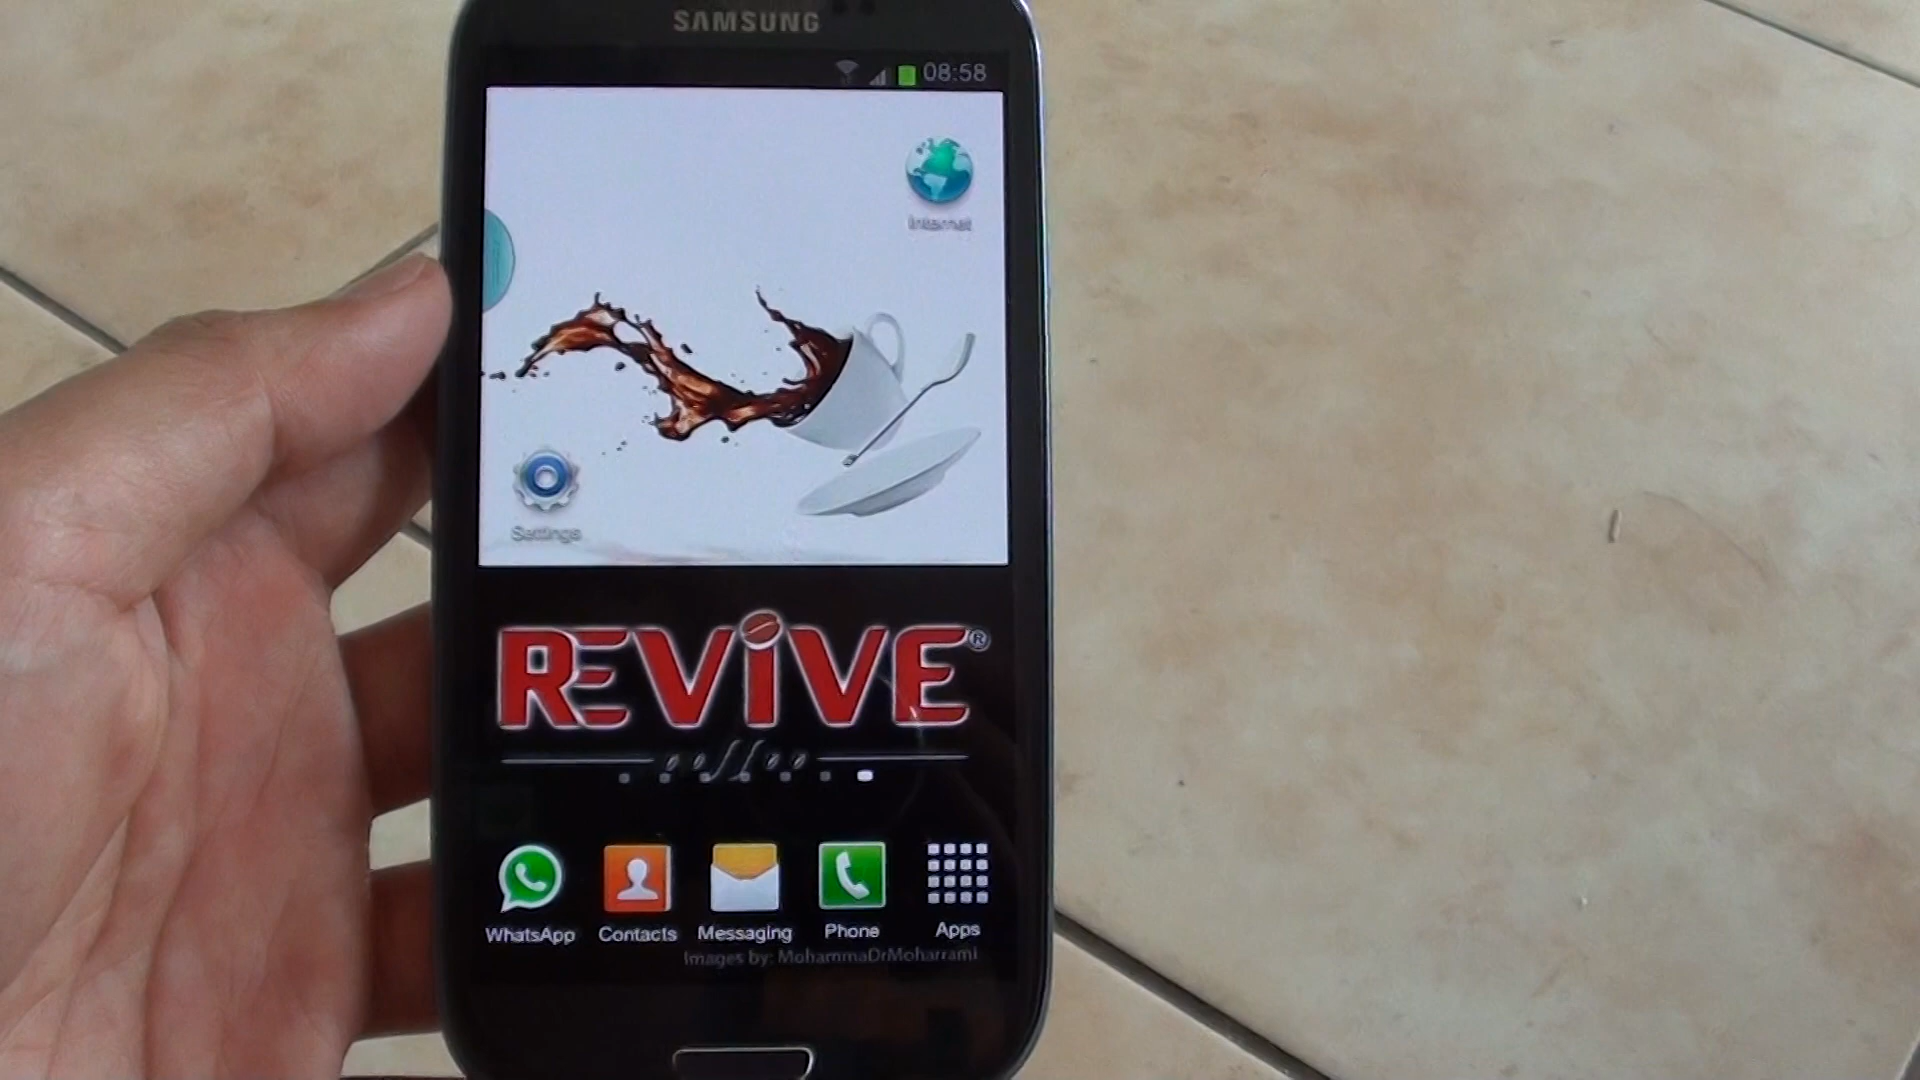 SAMSUNG
08:58
Internet
Settings
REViVE®
coffee
WhatsApp Contacts Messaging Phone Apps
Images by: MohammaDrMoharrami